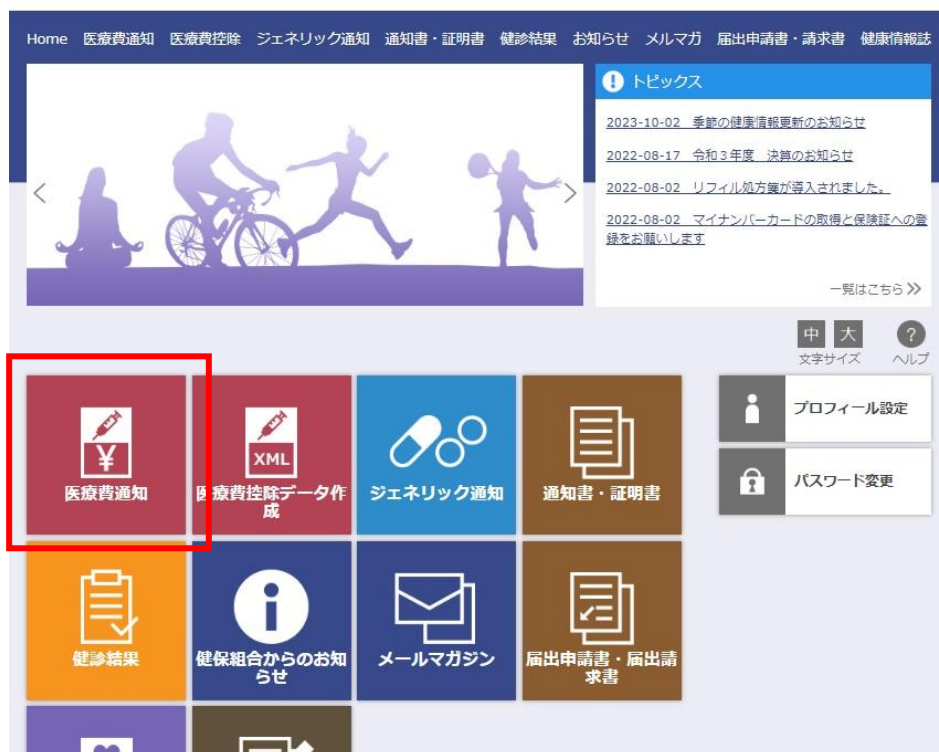 Home 医療費通知 医療費控除 ジェネリック通知 通知書・証明書 健診結果 お知らせ メルマガ 届出申請書・請求書 健康情報誌
トピックス
2023-10-02 季節の健康情報更新のお知らせ
2022-08-17 令和３年度 決算のお知らせ
2022-08-02 リフィル処方箋が導入されました。
2022-08-02 マイナンバーカードの取得と保険証への登
録をお願いします
一覧はこちら
中 大 ?
文字サイズ ヘルプ
¥
医療費通知
XML
医療費控除データ作
成
ジェネリック通知
通知書・証明書
プロフィール設定
パスワード変更
健診結果
健保組合からのお知
らせ
メールマガジン
届出申請書・届出請
求書